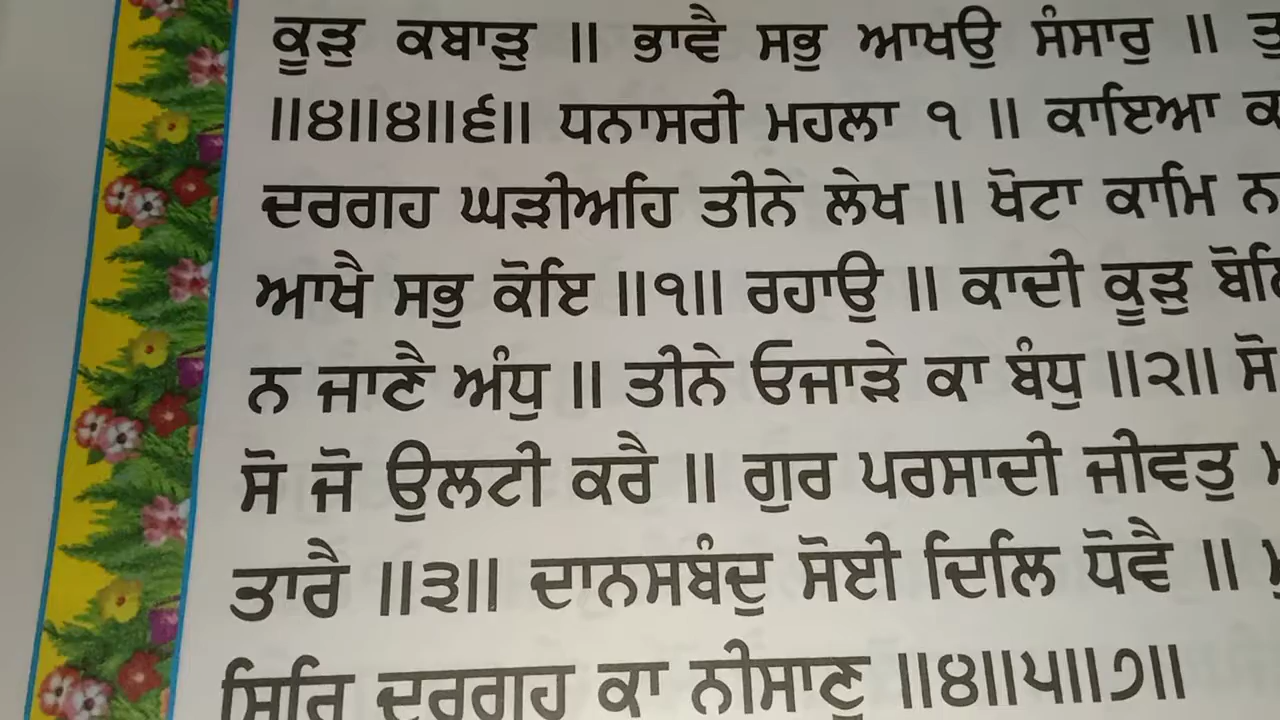 ਕੂੜੁ ਕਬਾੜੁ ॥ ਭਾਵੈ ਸਭੁ ਆਖਉ ਸੰਸਾਰੁ ॥
॥੪॥੪॥੬॥ ਧਨਾਸਰੀ ਮਹਲਾ ੧ ॥ ਕਾਇਆ
ਦਰਗਹ ਘੜੀਅਹਿ ਤੀਨੇ ਲੇਖ ॥ ਖੋਟਾ ਕਾਮਿ ਨ
ਆਖੈ ਸਭੁ ਕੋਇ ॥੧॥ ਰਹਾਉ ॥ ਕਾਦੀ ਕੂੜੁ
ਨ ਜਾਣੈ ਅੰਧੁ ॥ ਤੀਨੇ ਓਜਾੜੇ ਕਾ ਬੰਧੁ ॥੨॥ ਸੋ
ਸੋ ਜੋ ਉਲਟੀ ਕਰੈ ॥ ਗੁਰ ਪਰਸਾਦੀ ਜੀਵਤੁ
ਤਾਰੈ ॥੩॥ ਦਾਨਸਬੰਦੁ ਸੋਈ ਦਿਲਿ ਧੋਵੈ ॥
ਸਿਰਿ ਦਰਗਹ ਕਾ ਨੀਸਾਣੁ ॥੪॥੫॥੭॥